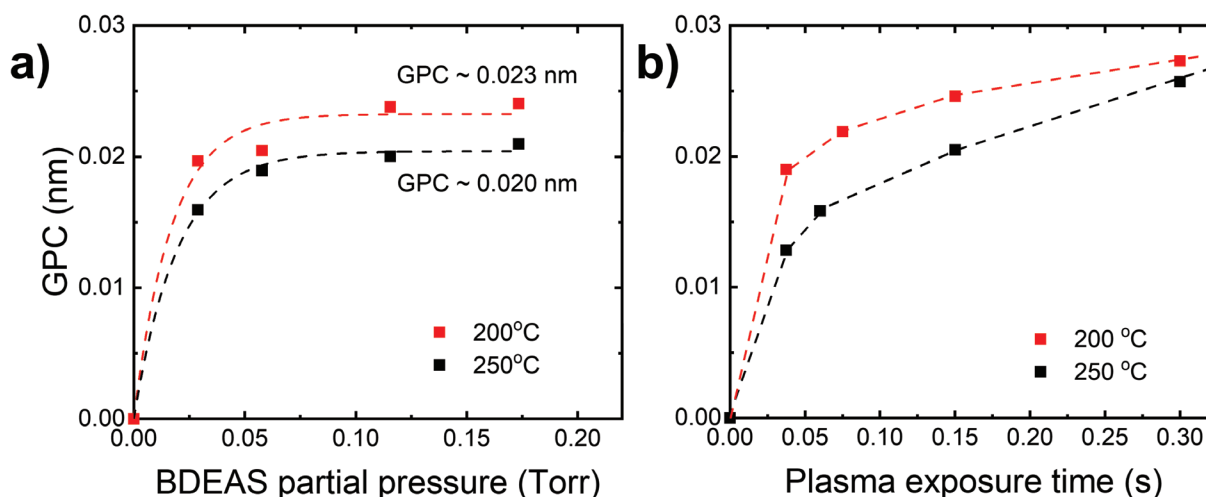 a)
GPC (nm)
0.03
0.02
0.01
0.00
GPC ~ 0.023 nm
GPC ~ 0.020 nm
200°C
250°C
0.00 0.05 0.10 0.15 0.20
BDEAS partial pressure (Torr)
b)
0.03
0.02
0.01
0.00
200 °C
250 °C
0.00 0.05 0.10 0.15 0.20 0.25 0.30
Plasma exposure time (s)